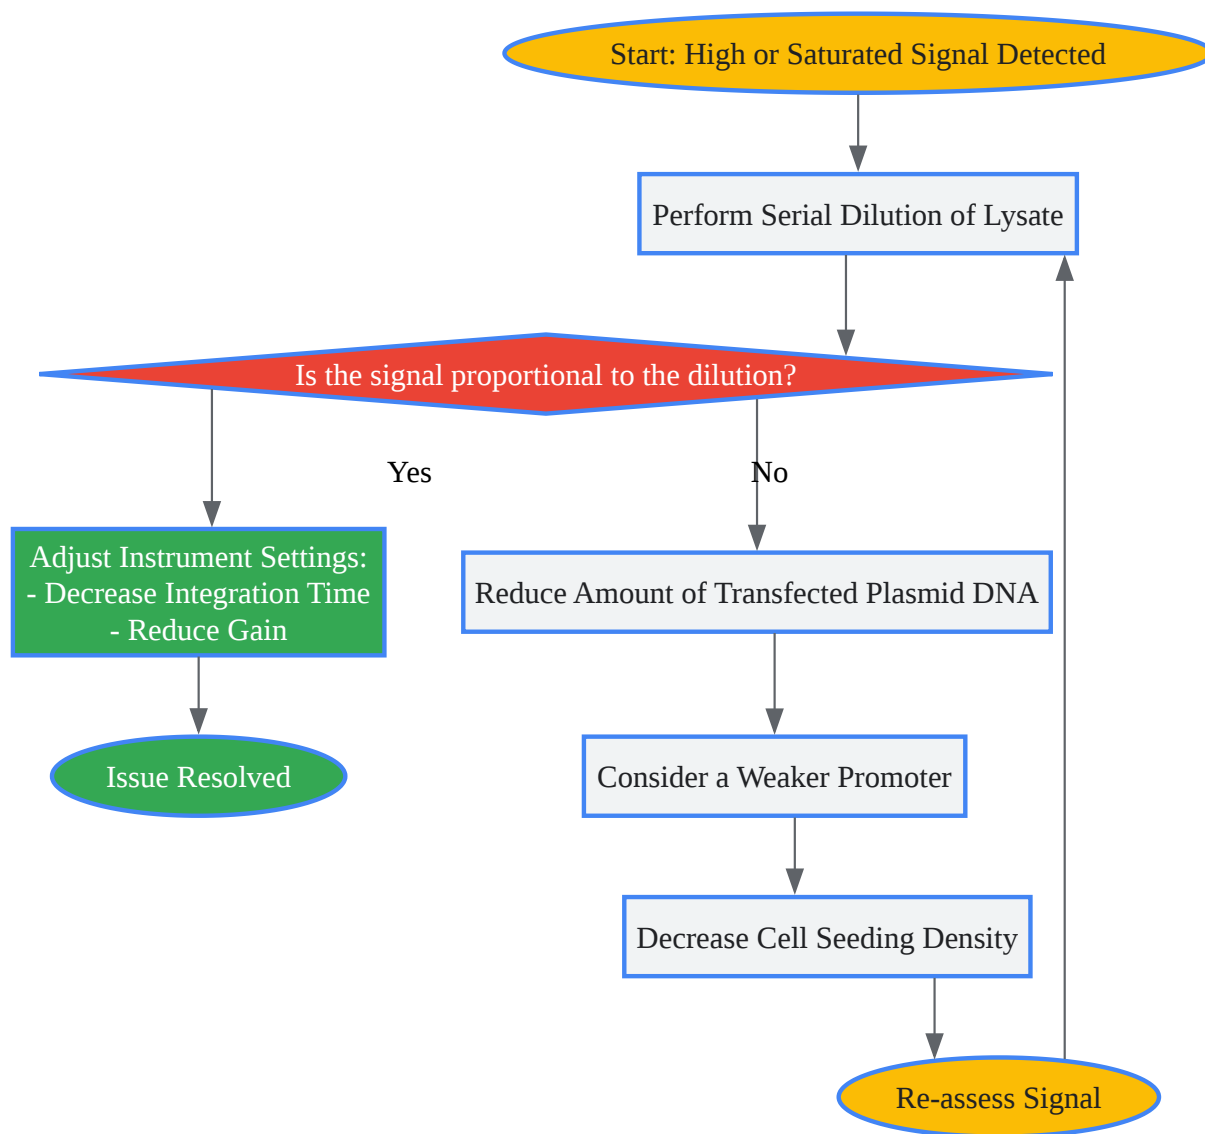 Start: High or Saturated Signal Detected
Perform Serial Dilution of Lysate
Is the signal proportional to the dilution?
Yes
No
Adjust Instrument Settings:
- Decrease Integration Time
- Reduce Gain
Reduce Amount of Transfected Plasmid DNA
Issue Resolved
Consider a Weaker Promoter
Decrease Cell Seeding Density
Re-assess Signal